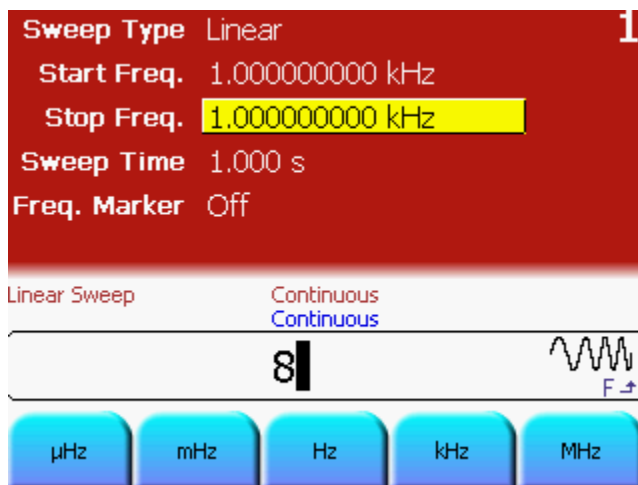 Sweep Type Linear 1
Start Freq. 1.000000000 kHz
Stop Freq. 1.000000000 kHz
Sweep Time 1.000 s
Freq. Marker Off
Linear Sweep Continuous
Continuous
8
F
µHz mHz Hz kHz MHz